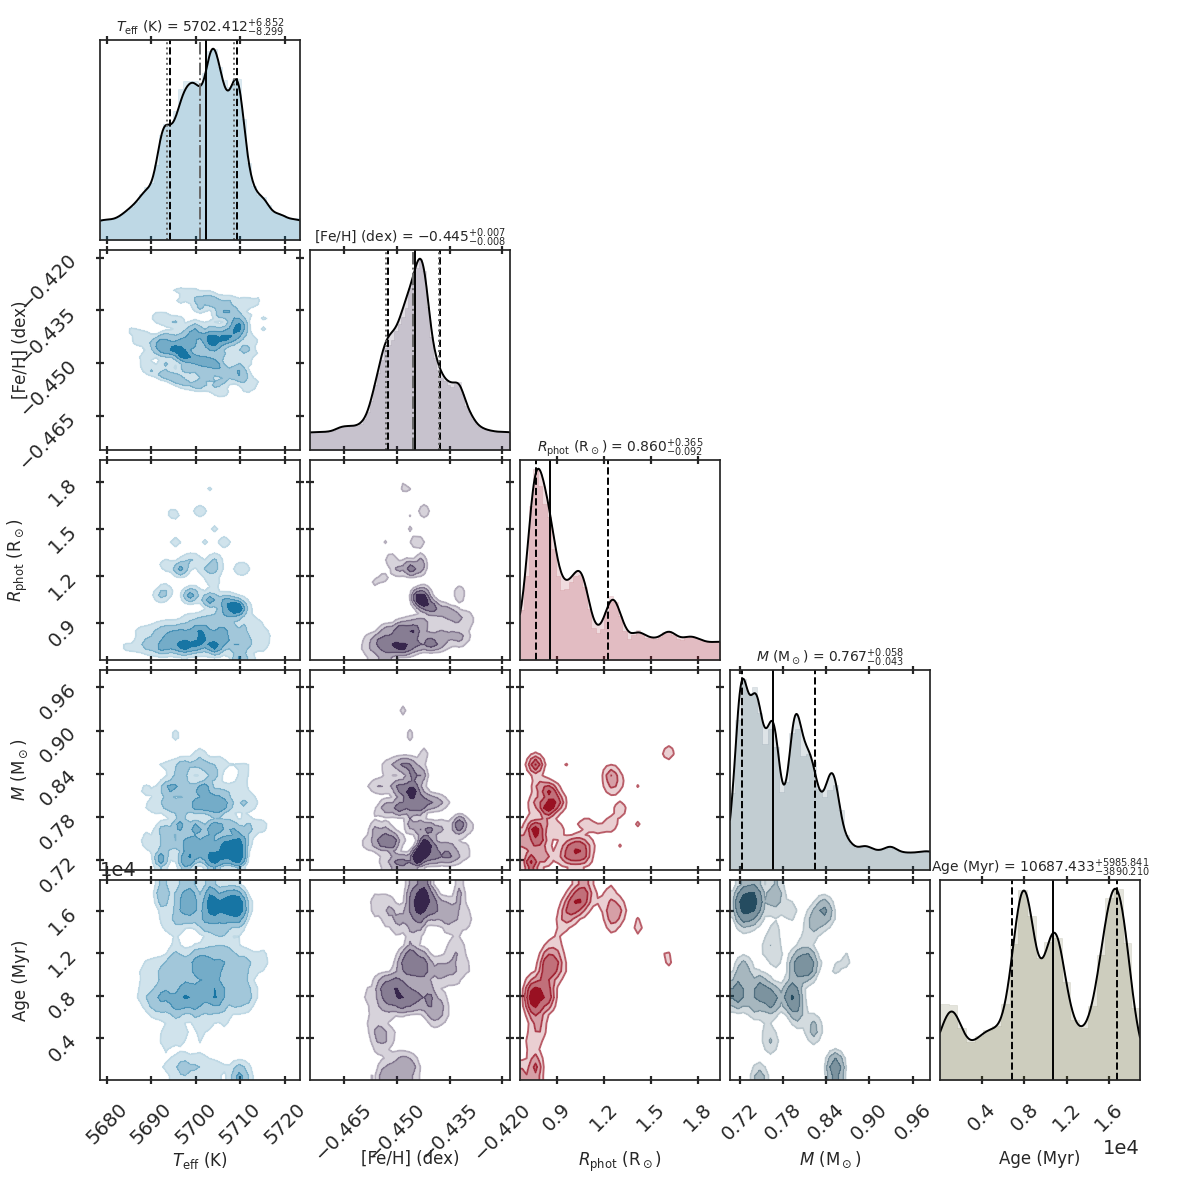 T_eff (K) = 5702.412 +6.852 −8.299
[Fe/H] (dex) = −0.445 +0.007 −0.008
−0.420
−0.435
−0.450
−0.465
[Fe/H] (dex)
R_phot (R⊙) = 0.860 +0.365 −0.092
1.8
1.5
1.2
0.9
R_phot (R⊙)
M (M⊙) = 0.767 +0.058 −0.043
0.96
0.90
0.84
0.78
0.72
M (M⊙)
Age (Myr) = 10687.433 +5985.841 −3890.210
1e4
1.6
1.2
0.8
0.4
Age (Myr)
5680 5690 5700 5710 5720
−0.465 −0.450 −0.435 −0.420
0.9 1.2 1.5 1.8
0.72 0.78 0.84 0.90 0.96
0.4 0.8 1.2 1.6
1e4
T_eff (K)
[Fe/H] (dex)
R_phot (R⊙)
M (M⊙)
Age (Myr)